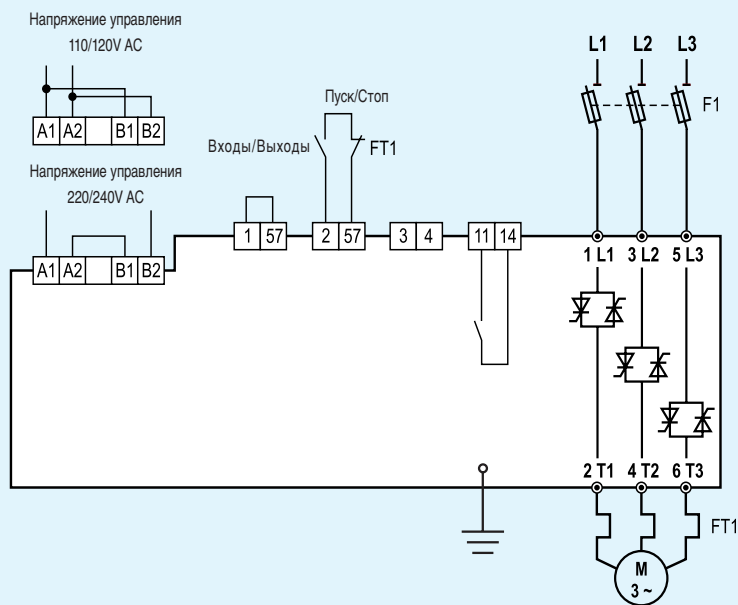 Напряжение управления
110/120V AC
A1 A2 B1 B2
Напряжение управления
220/240V AC
A1 A2 B1 B2
Пуск/Стоп
Входы/Выходы
FT1
1 57 2 57 3 4 11 14
L1 L2 L3
F1
1 L1 3 L2 5 L3
2 T1 4 T2 6 T3
FT1
M
3 ~